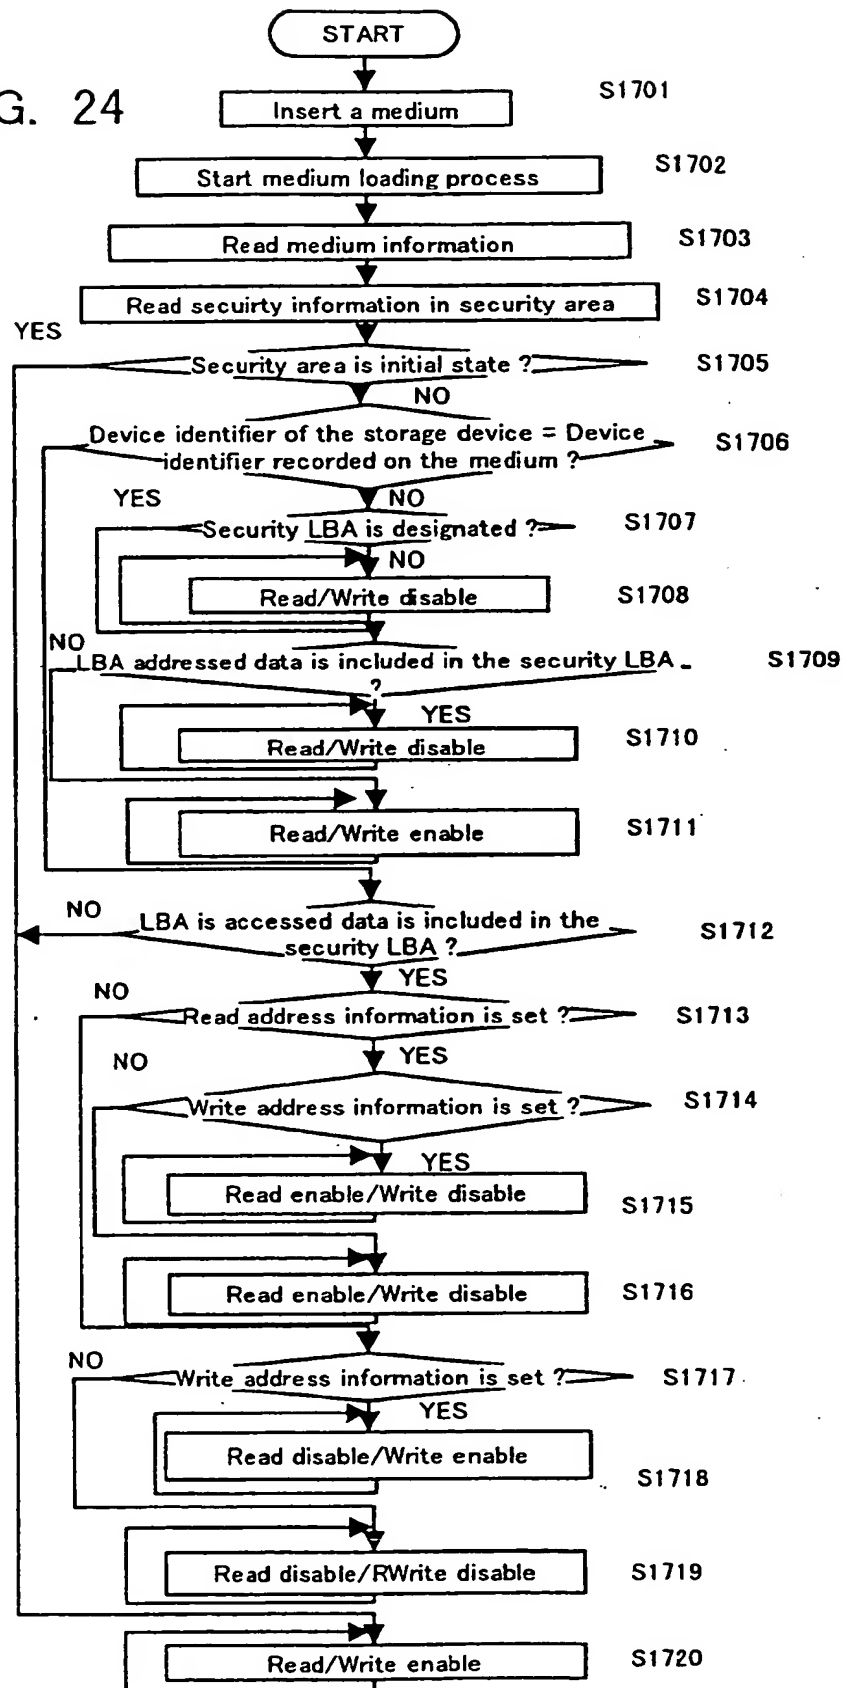 START
G. 24
S1701
Insert a medium
S1702
Start medium loading process
S1703
Read medium information
S1704
Read secuirty information in security area
YES
Security area is initial state ?
S1705
NO
Device identifier of the storage device = Device
identifier recorded on the medium ?
S1706
YES
NO
Security LBA is designated ?
S1707
NO
Read/Write disable
S1708
NO
LBA addressed data is included in the security LBA
?
S1709
YES
Read/Write disable
S1710
Read/Write enable
S1711
NO
LBA is accessed data is included in the
security LBA ?
S1712
YES
NO
Read address information is set ?
S1713
YES
NO
Write address information is set ?
S1714
YES
Read enable/Write disable
S1715
Read enable/Write disable
S1716
NO
Write address information is set ?
S1717
YES
Read disable/Write enable
S1718
Read disable/RWrite disable
S1719
Read/Write enable
S1720